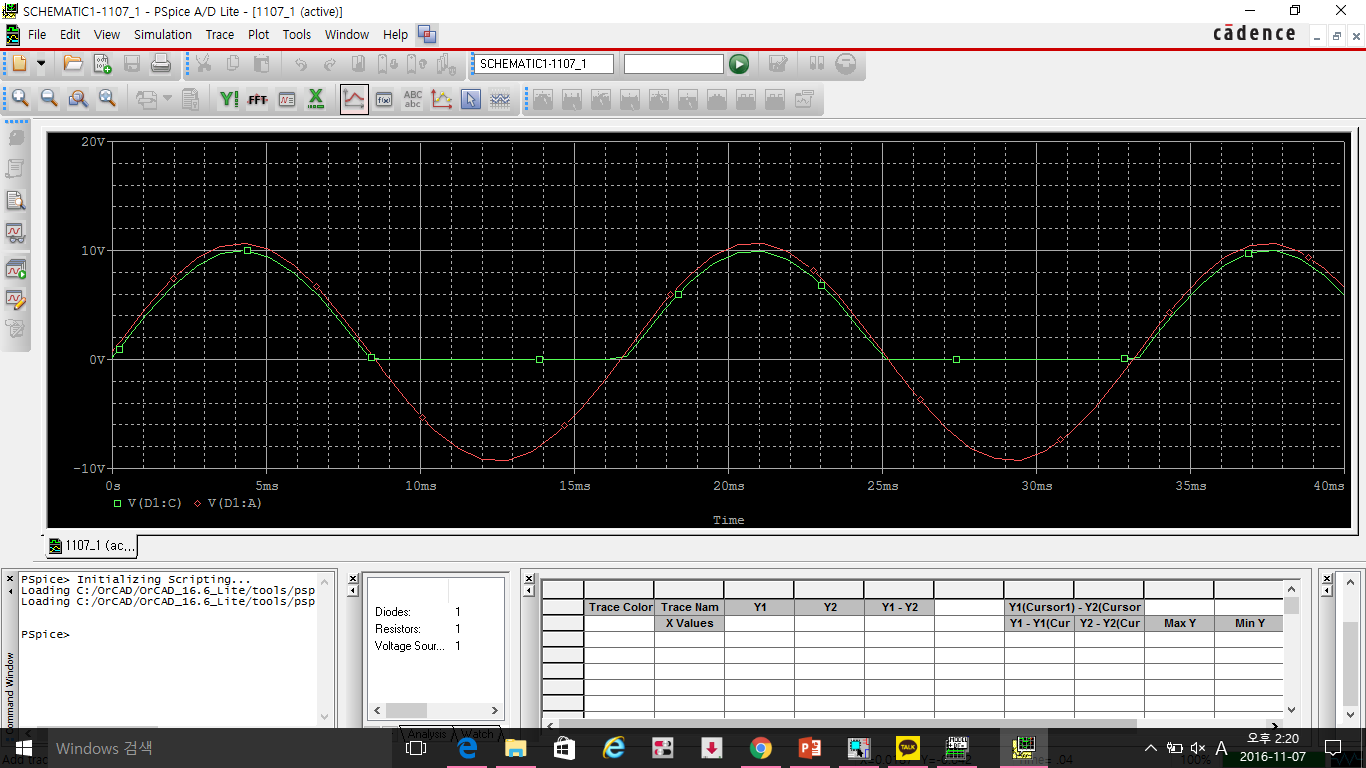 SCHEMATIC1-1107_1 - PSpice A/D Lite - [1107_1 (active)]
File Edit View Simulation Trace Plot Tools Window Help
cādence
SCHEMATIC1-1107_1
FFT
ABC
abc
20V
10V
0V
-10V
0s 5ms 10ms 15ms 20ms 25ms 30ms 35ms 40ms
V(D1:C) V(D1:A)
Time
1107_1 (ac...
PSpice> Initializing Scripting...
Loading C:/OrCAD/OrCAD_16.6_Lite/tools/psp
Loading C:/OrCAD/OrCAD_16.6_Lite/tools/psp
PSpice>
Command Window
Diodes: 1
Resistors: 1
Voltage Sour... 1
Analysis Watch
Trace Color Trace Nam Y1 Y2 Y1 - Y2 Y1(Cursor1) - Y2(Cursor
X Values Y1 - Y1(Cur Y2 - Y2(Cur Max Y Min Y
Windows 검색
TALK
A
오후 2:20
2016-11-07